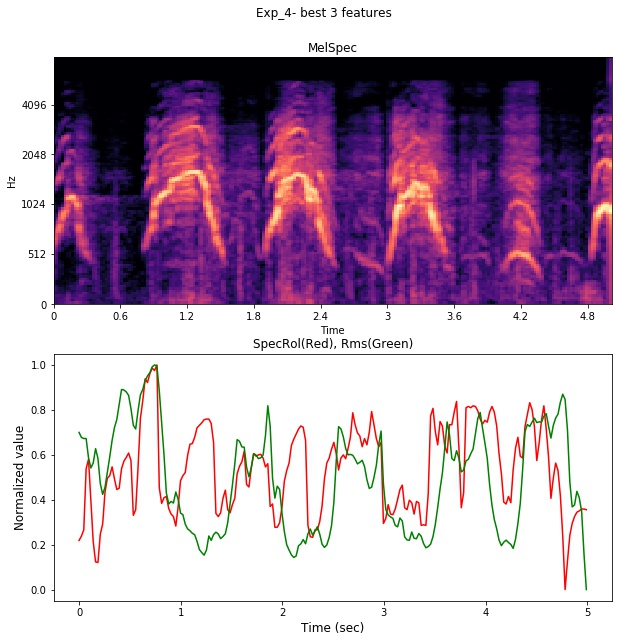 Exp_4- best 3 features
MelSpec
4096
2048
1024
512
0
Hz
0 0.6 1.2 1.8 2.4 3 3.6 4.2 4.8
Time
SpecRol(Red), Rms(Green)
1.0
0.8
0.6
0.4
0.2
0.0
Normalized value
0 1 2 3 4 5
Time (sec)